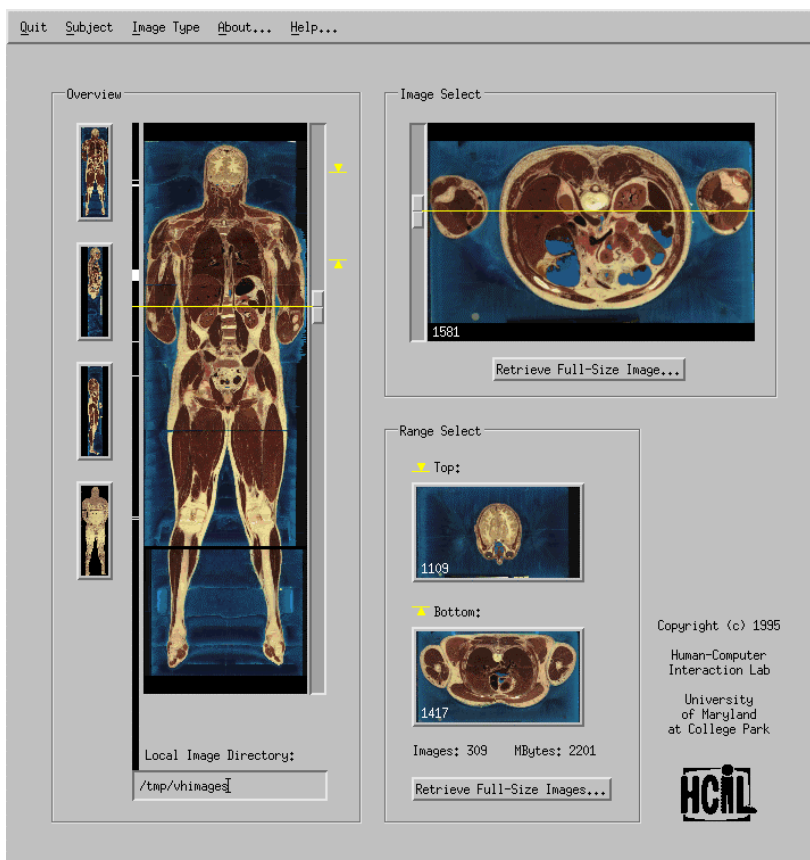 Quit Subject Image Type About... Help...
Overview
Image Select
1581
Retrieve Full-Size Image...
Range Select
Top:
1109
Bottom:
1417
Images: 309 MBytes: 2201
Retrieve Full-Size Images...
Local Image Directory:
/tmp/vhimages
Copyright (c) 1995
Human-Computer
Interaction Lab
University
of Maryland
at College Park
HCIL